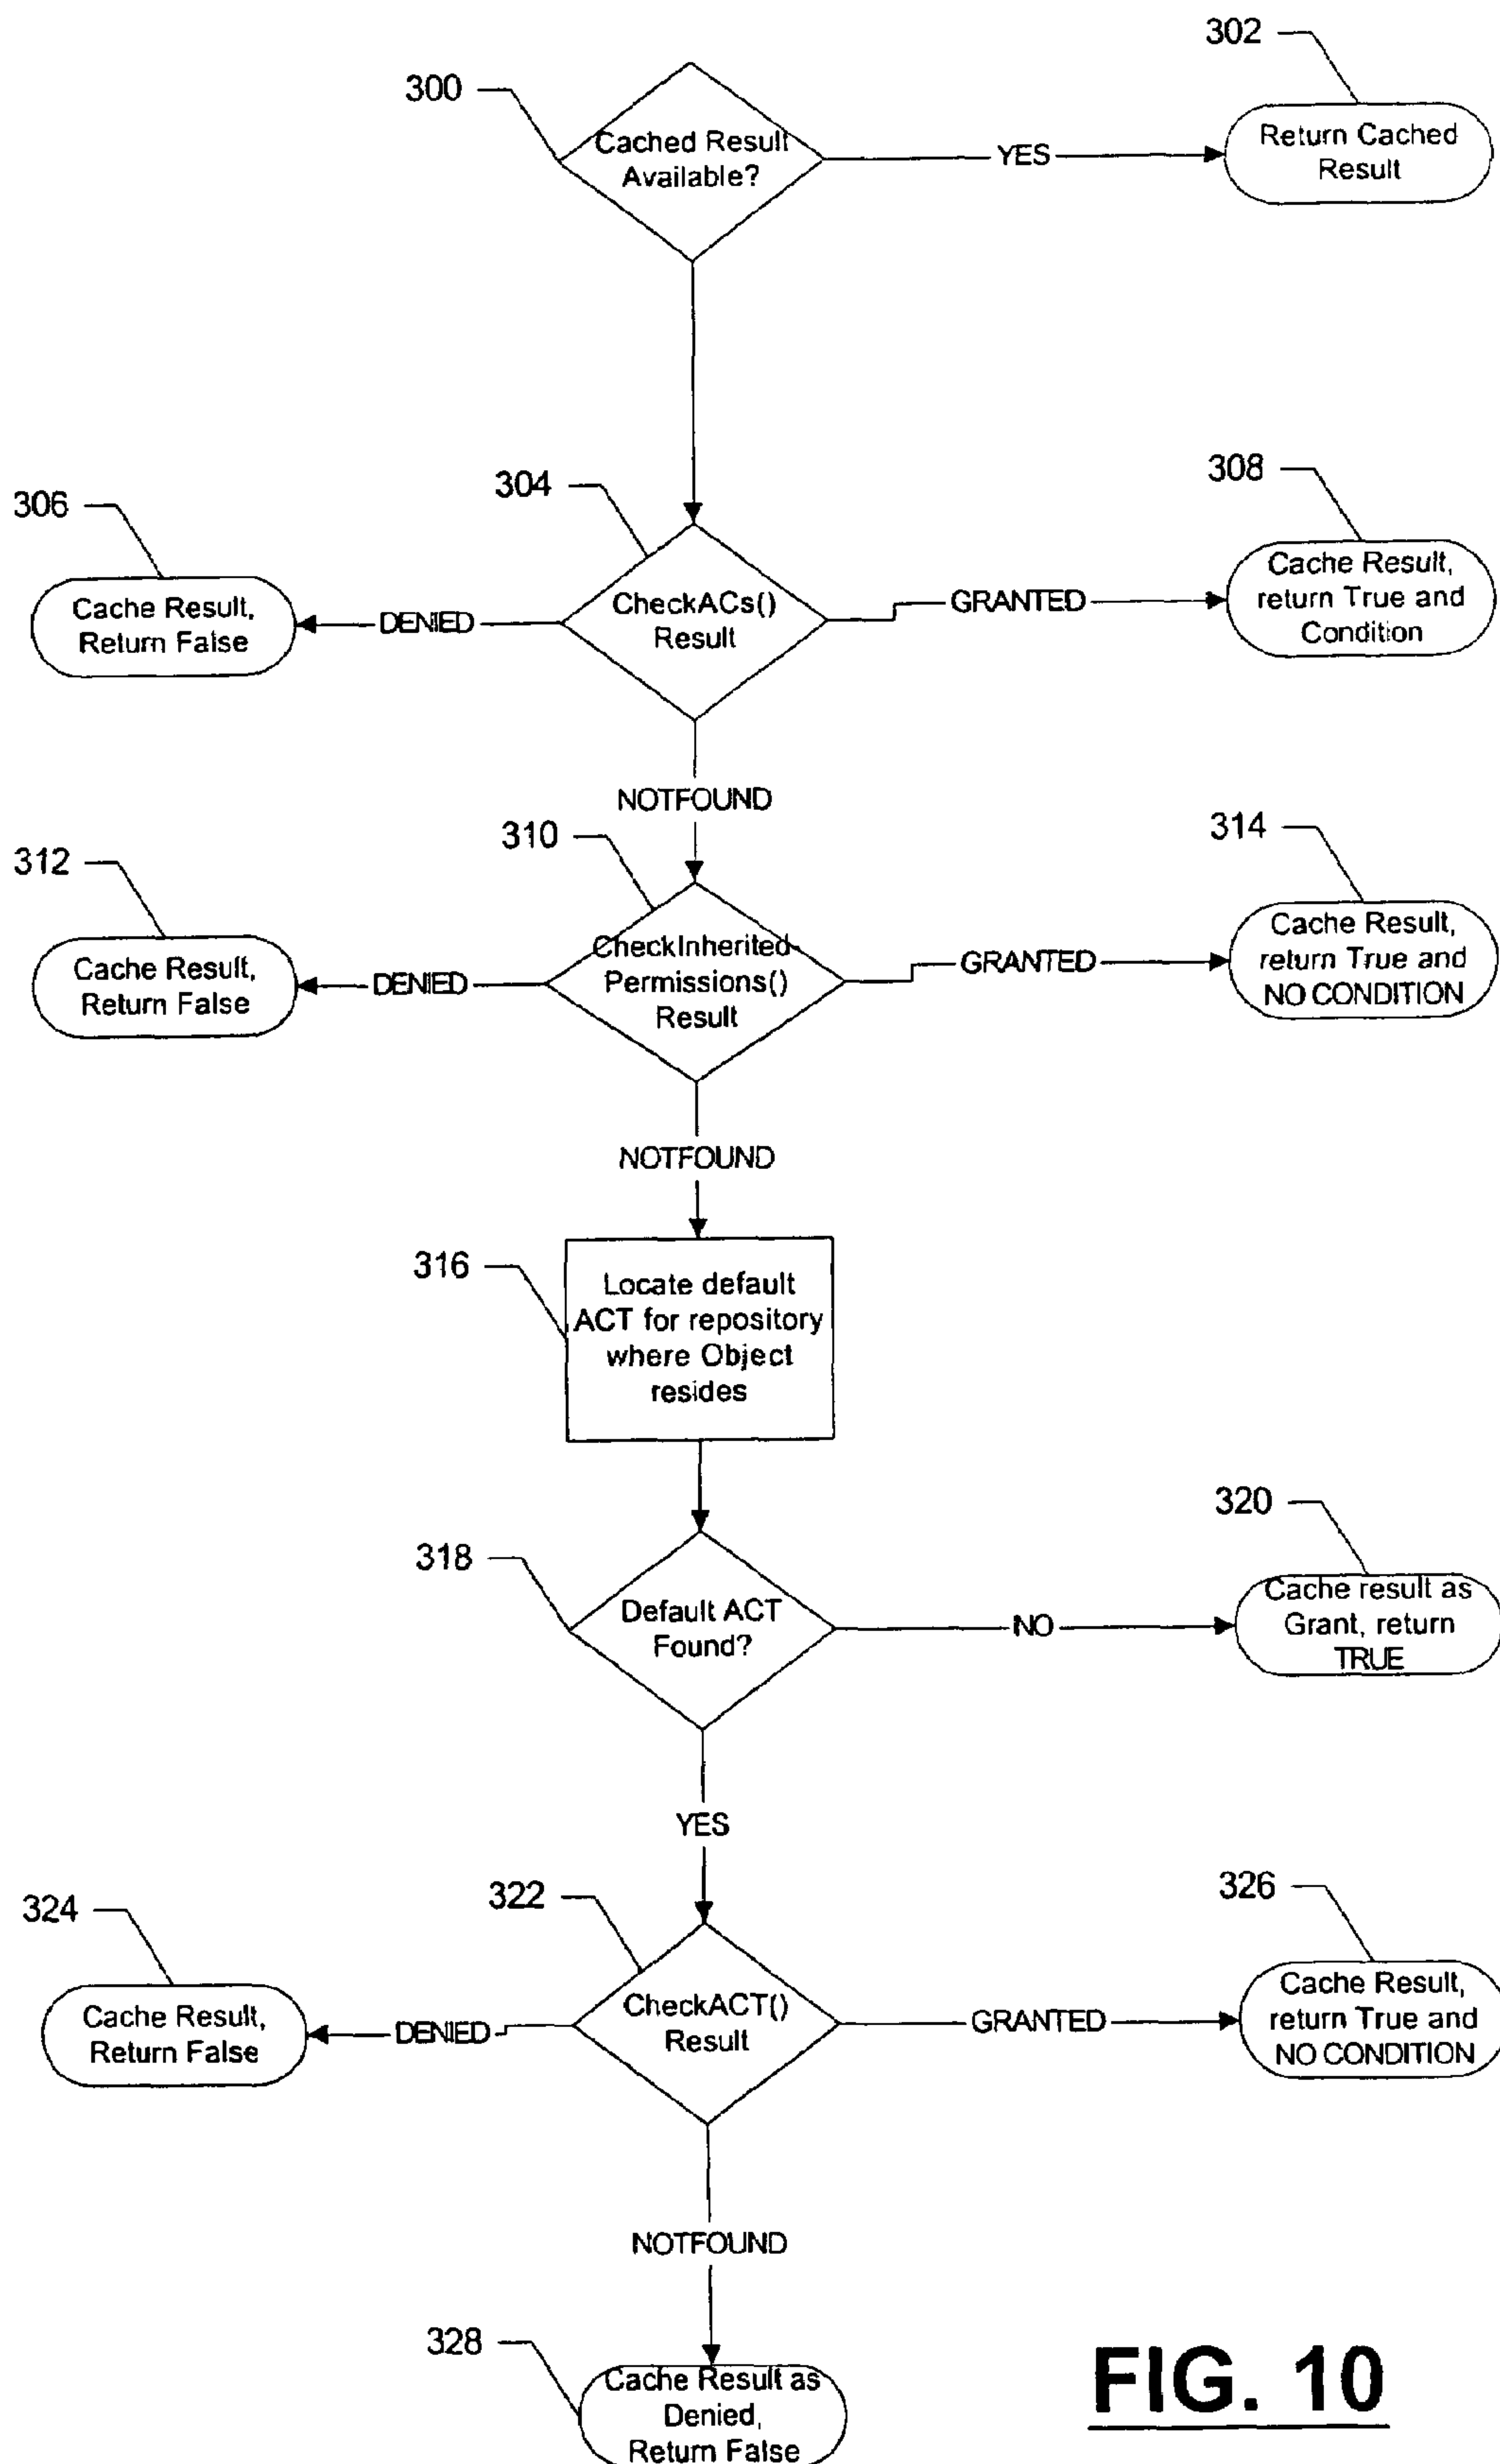 302
300
Cached Result
Available?
YES
Return Cached
Result
304
308
306
Cache Result,
Return False
DENIED
CheckACs()
Result
GRANTED
Cache Result,
return True and
Condition
NOTFOUND
310
314
312
Cache Result,
Return False
DENIED
CheckInherited
Permissions()
Result
GRANTED
Cache Result,
return True and
NO CONDITION
NOTFOUND
316
Locate default
ACT for repository
where Object
resides
320
318
Default ACT
Found?
NO
Cache result as
Grant, return
TRUE
YES
322
326
324
Cache Result,
Return False
DENIED
CheckACT()
Result
GRANTED
Cache Result,
return True and
NO CONDITION
NOTFOUND
328
Cache Result as
Denied,
Return False
FIG. 10